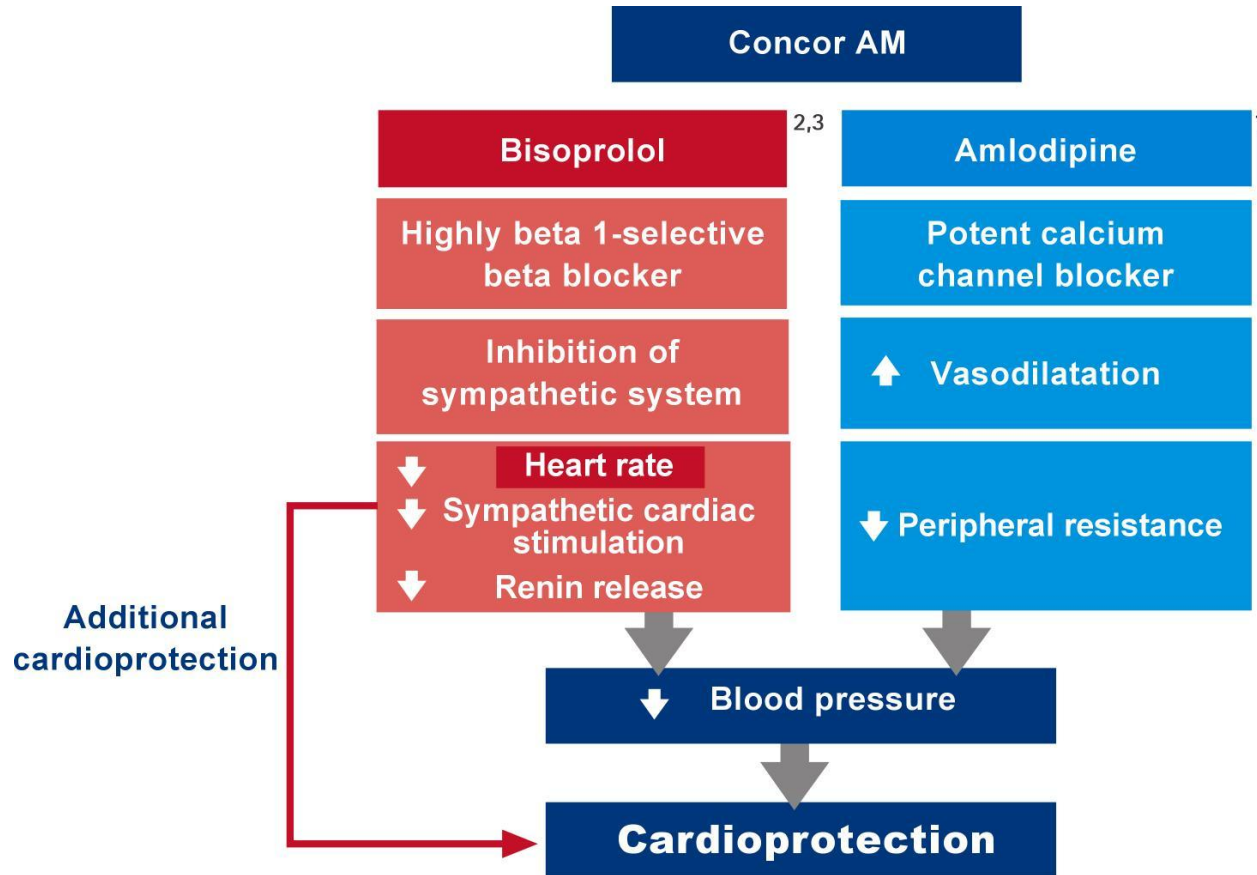 Concor AM
Bisoprolol
2,3
Highly beta 1-selective
beta blocker
Inhibition of
sympathetic system
Heart rate
Sympathetic cardiac
stimulation
Renin release
Amlodipine
Potent calcium
channel blocker
Vasodilatation
Peripheral resistance
Additional
cardioprotection
Blood pressure
Cardioprotection